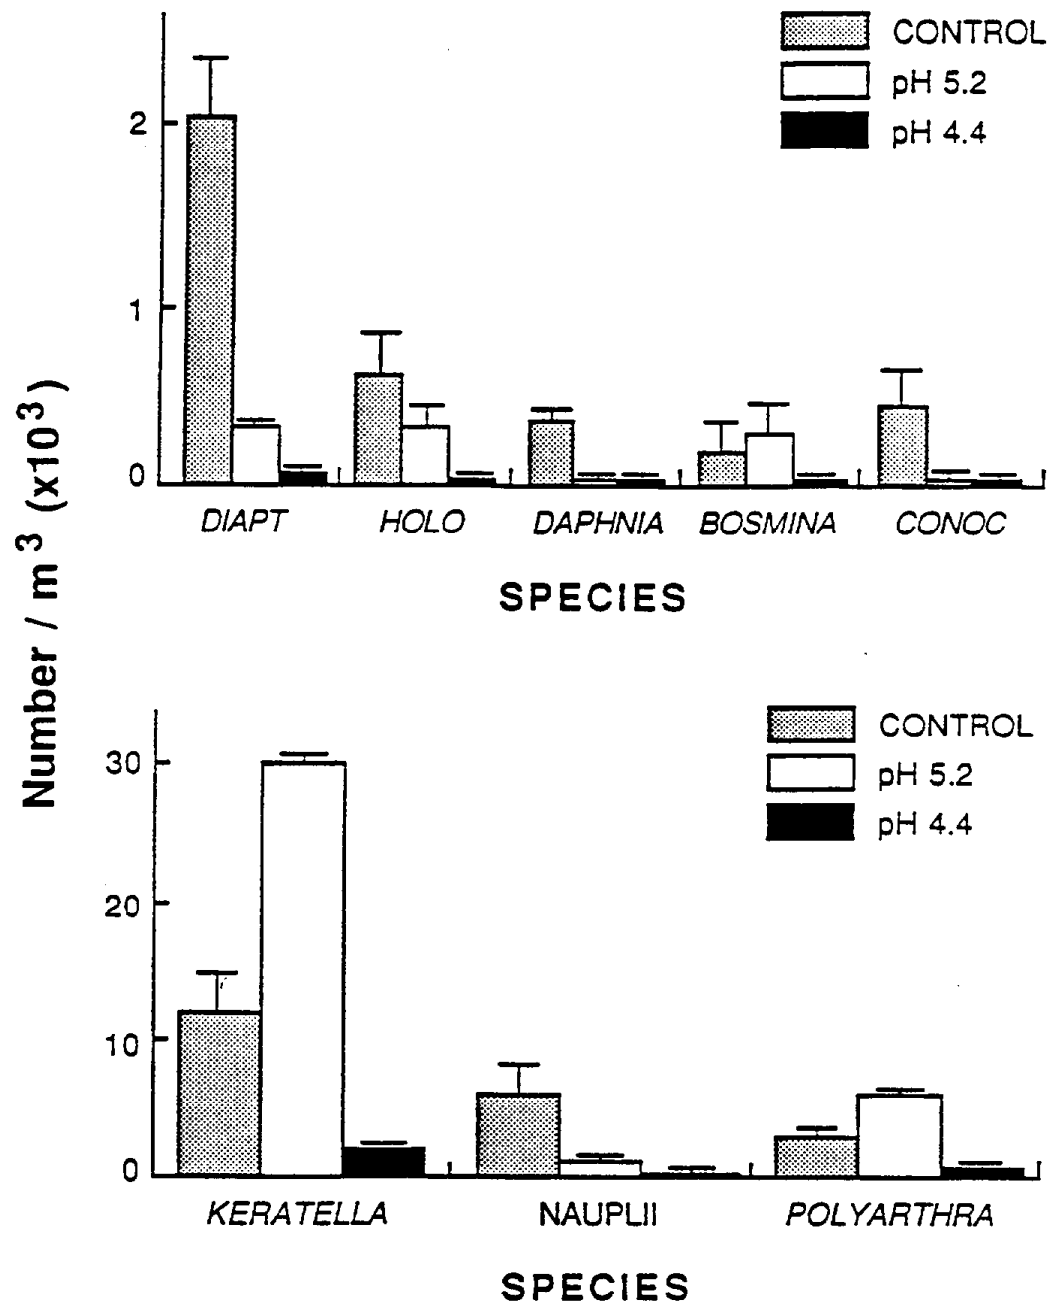 CONTROL
pH 5.2
pH 4.4
2
1
0
DIAPT HOLO DAPHNIA BOSMINA CONOC
SPECIES
Number / m³ (x10³)
CONTROL
pH 5.2
pH 4.4
30
20
10
0
KERATELLA NAUPLII POLYARTHRA
SPECIES